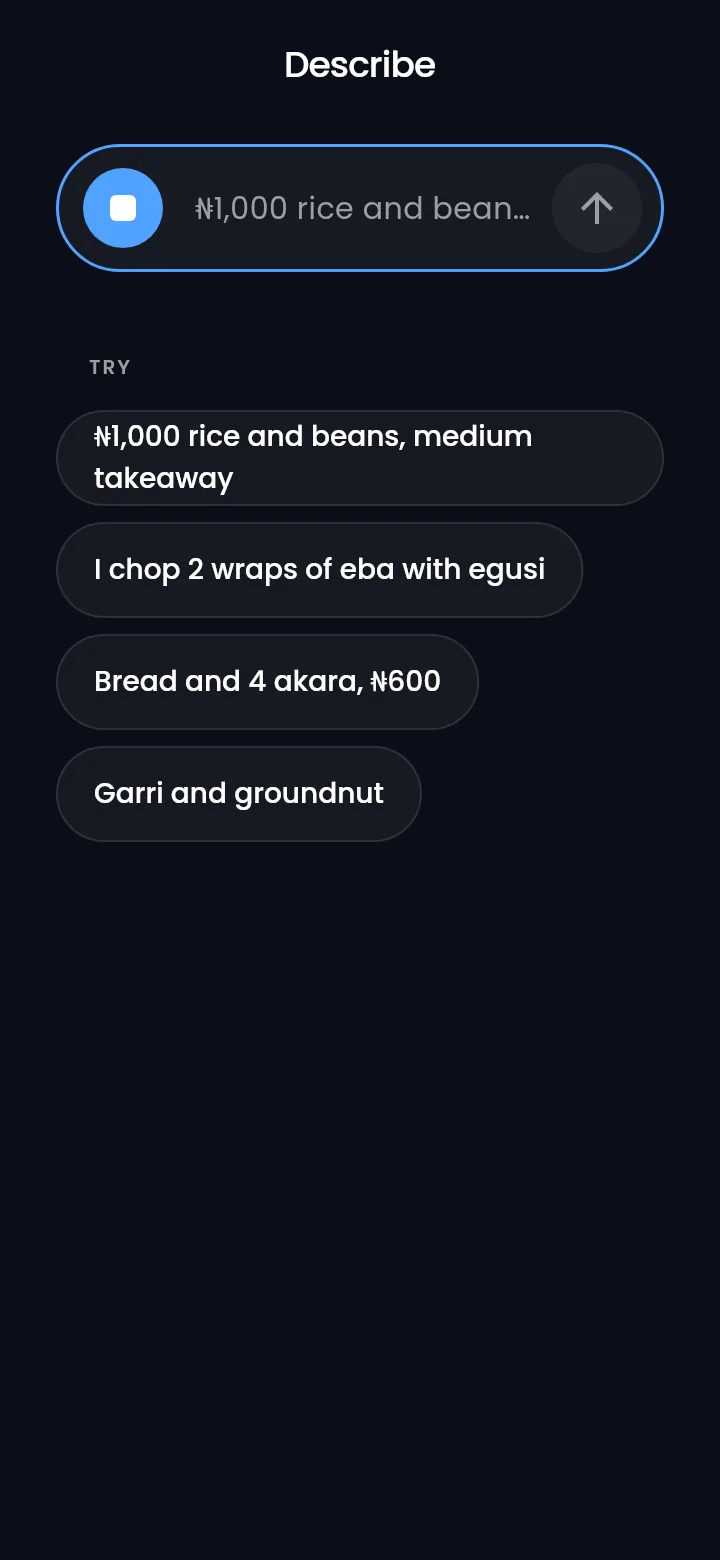 Describe
₦1,000 rice and bean...
TRY
₦1,000 rice and beans, medium
takeaway
I chop 2 wraps of eba with egusi
Bread and 4 akara, ₦600
Garri and groundnut